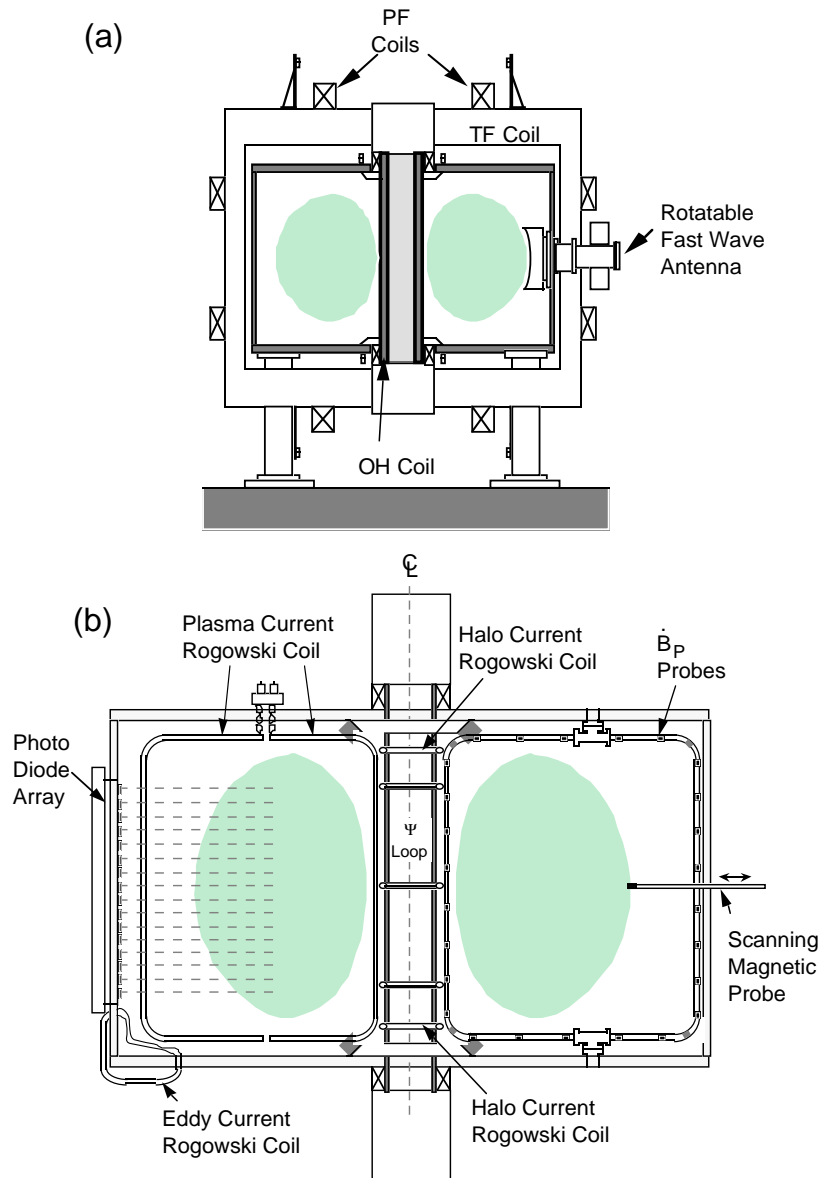 (a)
PF
Coils
TF Coil
Rotatable
Fast Wave
Antenna
OH Coil
(b)
℄
Plasma Current
Rogowski Coil
Halo Current
Rogowski Coil
Ḃ_P
Probes
Photo
Diode
Array
Ψ
Loop
Scanning
Magnetic
Probe
Eddy Current
Rogowski Coil
Halo Current
Rogowski Coil